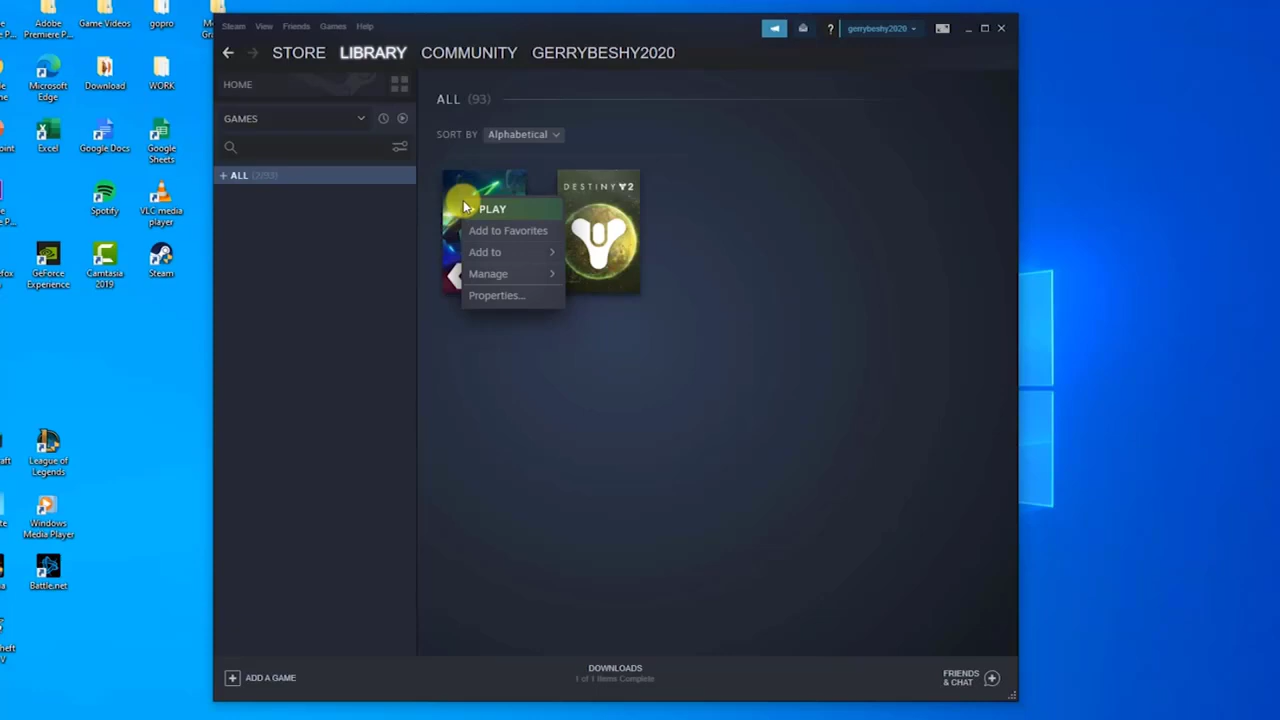 Adobe
Premiere P...
Game Videos
gopro
Microsoft
Edge
Download
WORK
Excel
Google Docs
Google
Sheets
Spotify
VLC media
player
GeForce
Experience
Camtasia
2019
Steam
League of
Legends
Windows
Media Player
Battle.net
Steam View Friends Games Help
gerrybeshy2020
STORE LIBRARY COMMUNITY GERRYBESHY2020
HOME
GAMES
+ ALL (2/93)
ALL (93)
SORT BY Alphabetical
PLAY
Add to Favorites
Add to
Manage
Properties...
DESTINY 2
ADD A GAME
DOWNLOADS
1 of 1 Items Complete
FRIENDS
& CHAT